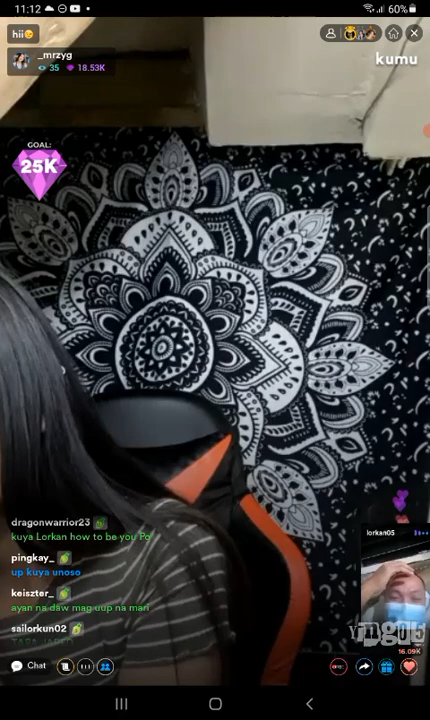 11:12
60%
hii
_mrzyg
35 18.53K
kumu
GOAL:
25K
dragonwarrior23
kuya Lorkan how to be you Po
pingkay_
up kuya unoso
keiszter_
ayan na daw mag uup na mari
sailorkun02
lorkan05
16.09K
Chat